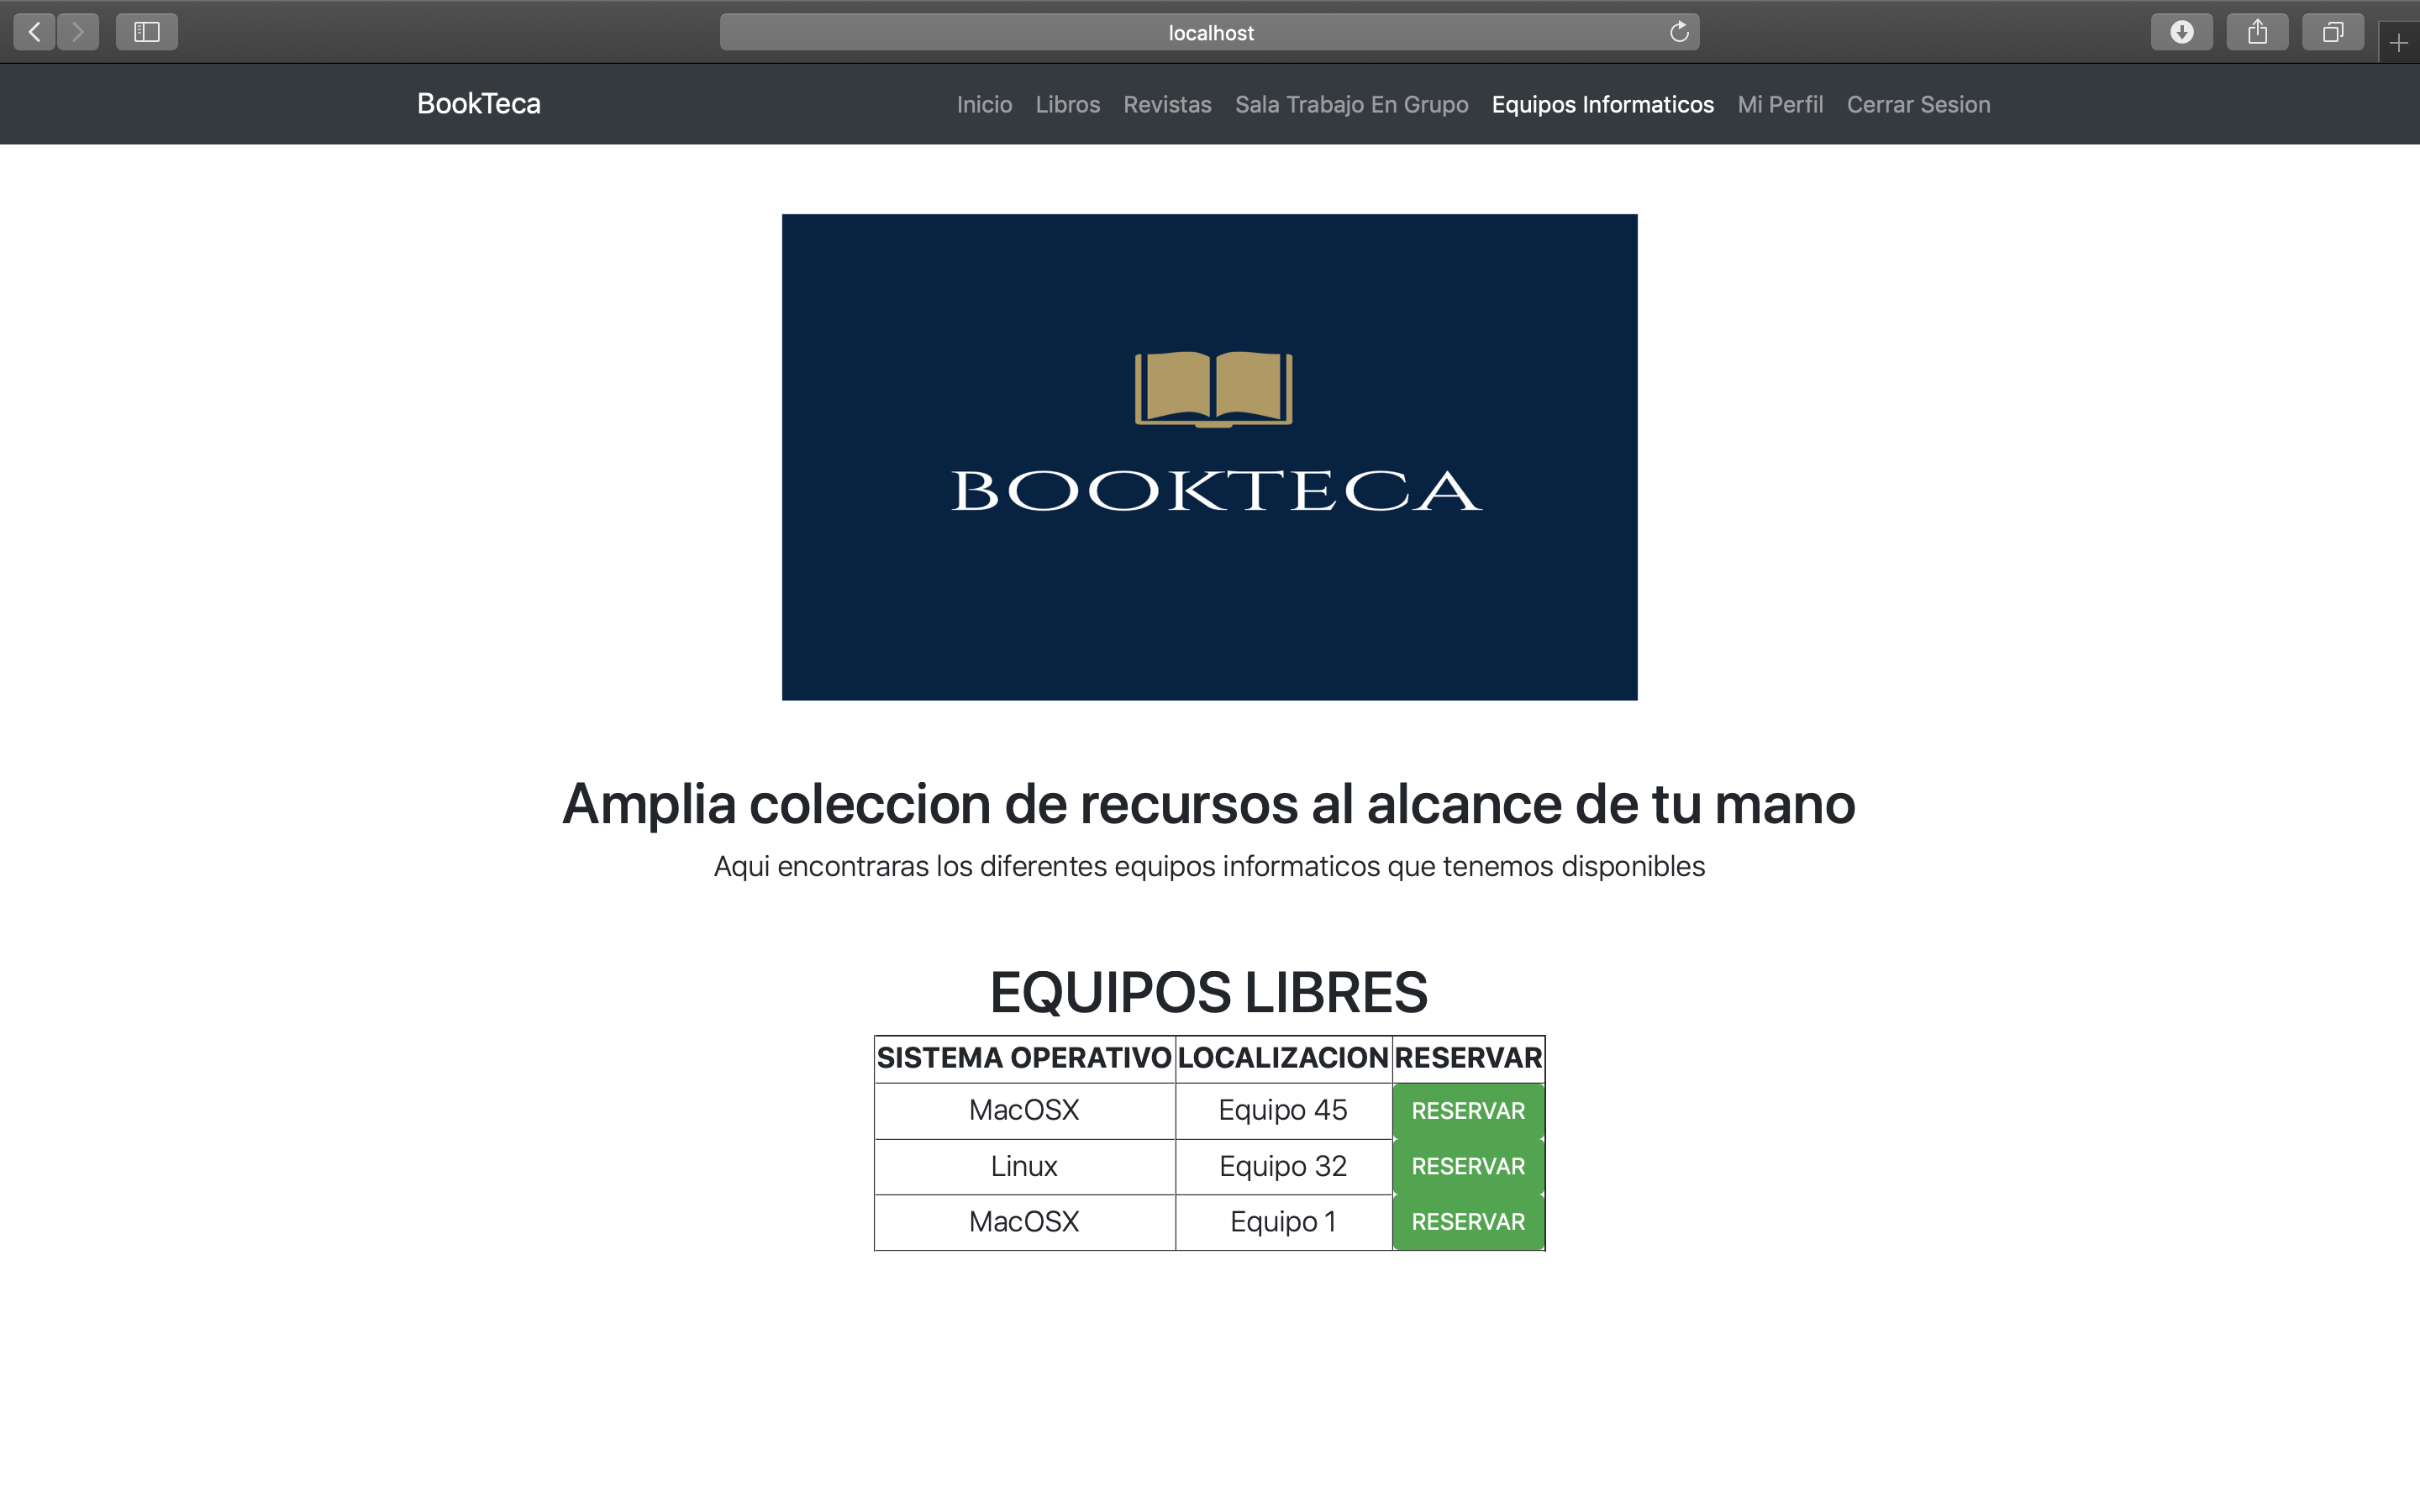 localhost
BookTeca Inicio Libros Revistas Sala Trabajo En Grupo Equipos Informaticos Mi Perfil Cerrar Sesion
BOOKTECA
Amplia coleccion de recursos al alcance de tu mano
Aqui encontraras los diferentes equipos informaticos que tenemos disponibles
EQUIPOS LIBRES
SISTEMA OPERATIVO LOCALIZACION RESERVAR
MacOSX Equipo 45 RESERVAR
Linux Equipo 32 RESERVAR
MacOSX Equipo 1 RESERVAR